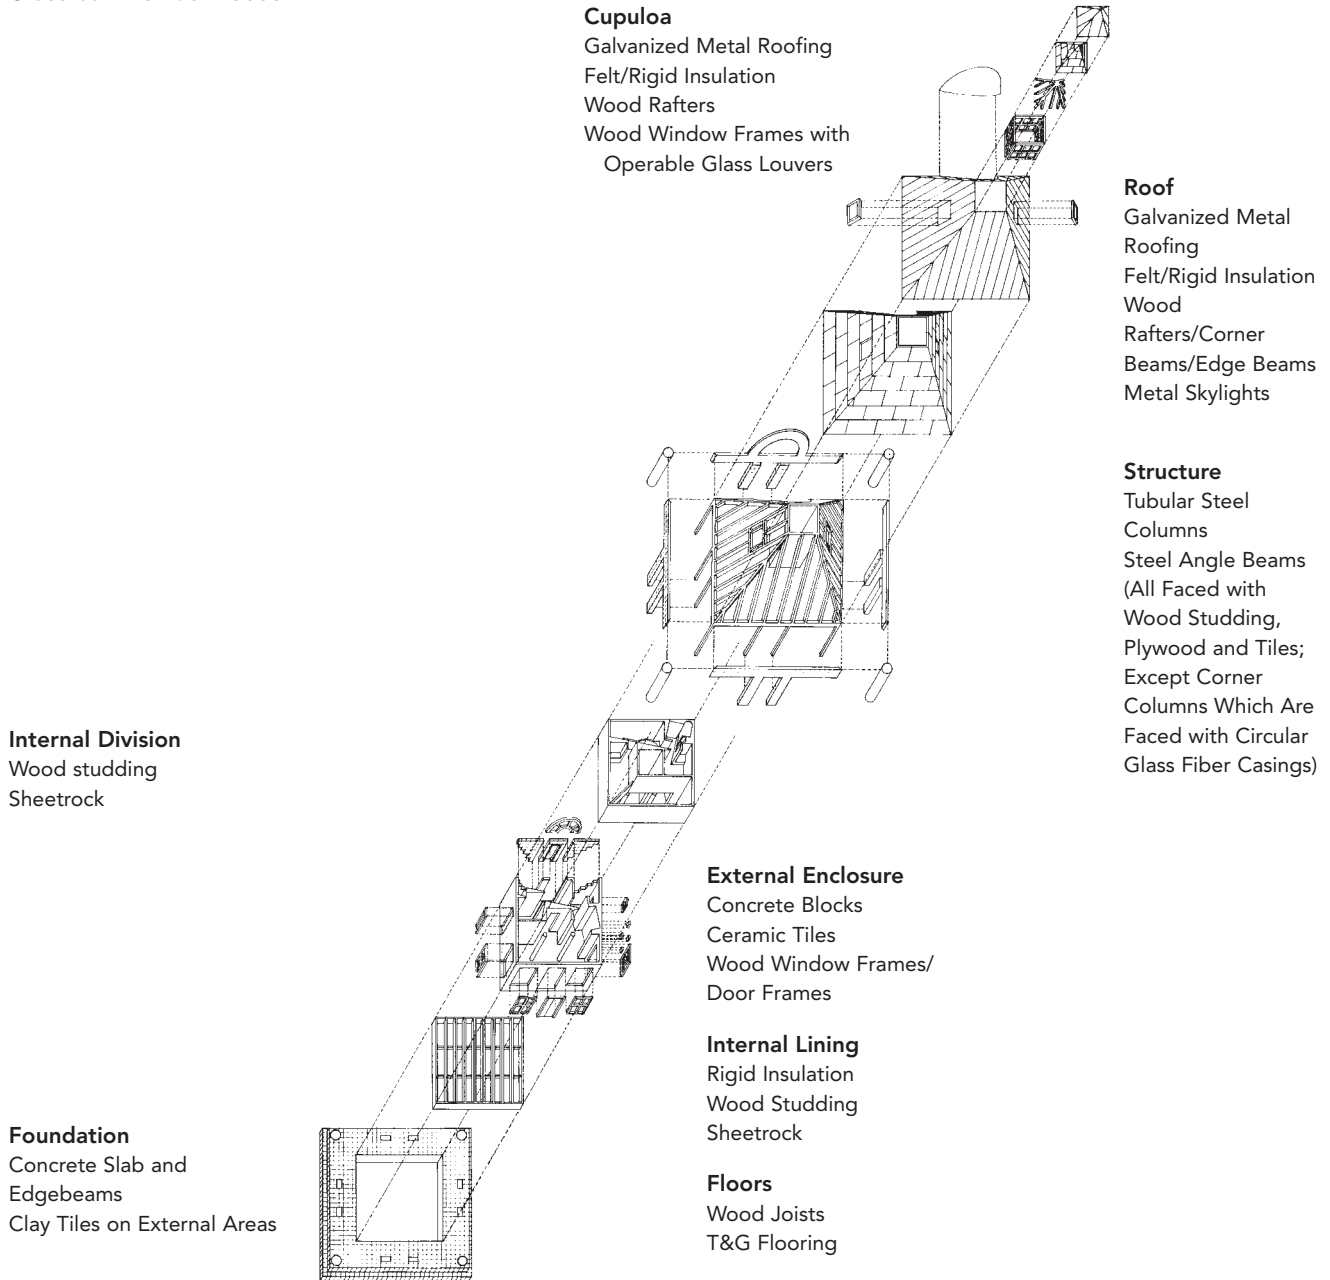 Cupuloa
Galvanized Metal Roofing
Felt/Rigid Insulation
Wood Rafters
Wood Window Frames with
Operable Glass Louvers
Roof
Galvanized Metal
Roofing
Felt/Rigid Insulation
Wood
Rafters/Corner
Beams/Edge Beams
Metal Skylights
Structure
Tubular Steel
Columns
Steel Angle Beams
(All Faced with
Wood Studding,
Plywood and Tiles;
Except Corner
Columns Which Are
Faced with Circular
Glass Fiber Casings)
Internal Division
Wood studding
Sheetrock
External Enclosure
Concrete Blocks
Ceramic Tiles
Wood Window Frames/
Door Frames
Internal Lining
Rigid Insulation
Wood Studding
Sheetrock
Floors
Wood Joists
T&G Flooring
Foundation
Concrete Slab and
Edgebeams
Clay Tiles on External Areas